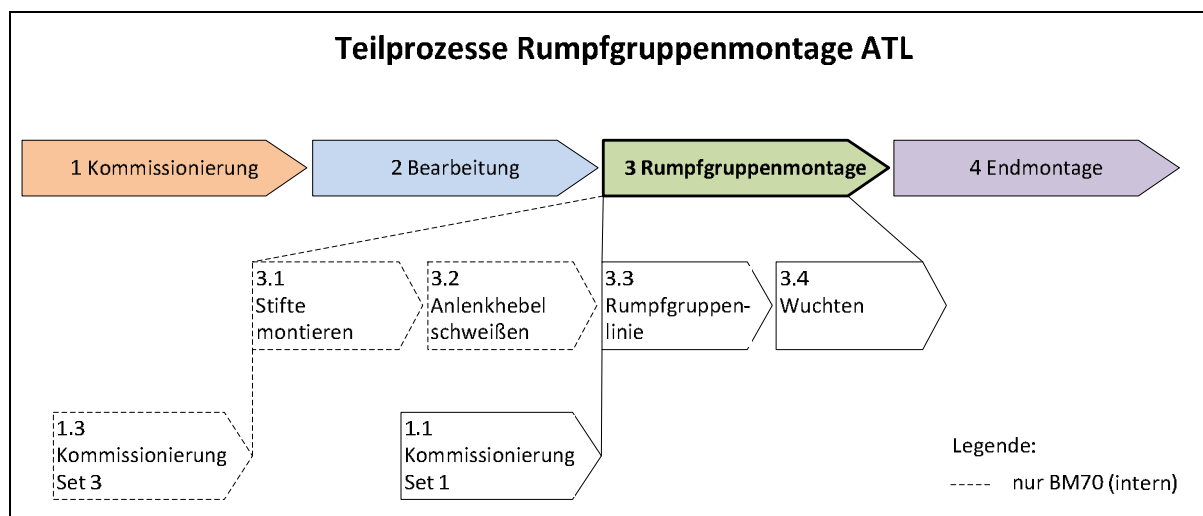 Teilprozesse Rumpfgruppenmontage ATL
1 Kommissionierung
2 Bearbeitung
3 Rumpfgruppenmontage
4 Endmontage
3.1
Stifte
montieren
3.2
Anlenkhebel
schweißen
3.3
Rumpfgruppen-
linie
3.4
Wuchten
1.3
Kommissionierung
Set 3
1.1
Kommissionierung
Set 1
Legende:
nur BM70 (intern)